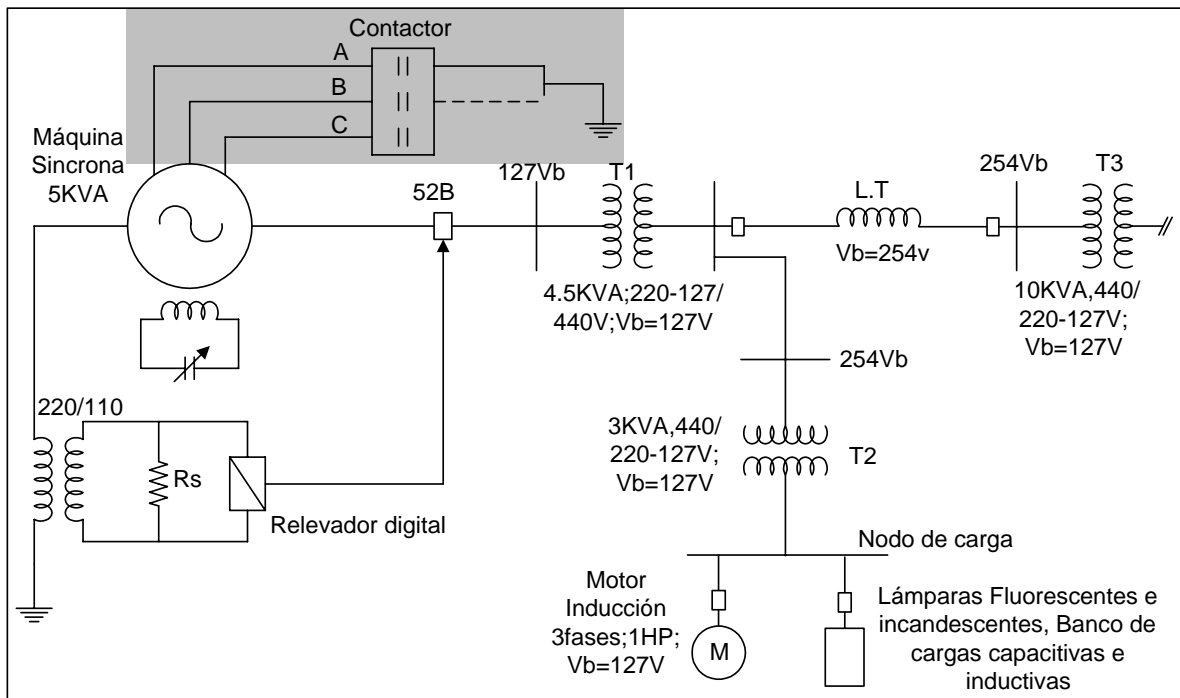 Contactor
A
B
C
Máquina
Sincrona
5KVA
52B
127Vb
T1
4.5KVA;220-127/
440V;Vb=127V
L.T
Vb=254v
254Vb
T3
10KVA,440/
220-127V;
Vb=127V
254Vb
3KVA,440/
220-127V;
Vb=127V
T2
220/110
Rs
Relevador digital
Nodo de carga
Motor
Inducción
3fases;1HP;
Vb=127V
M
Lámparas Fluorescentes e
incandescentes, Banco de
cargas capacitivas e
inductivas